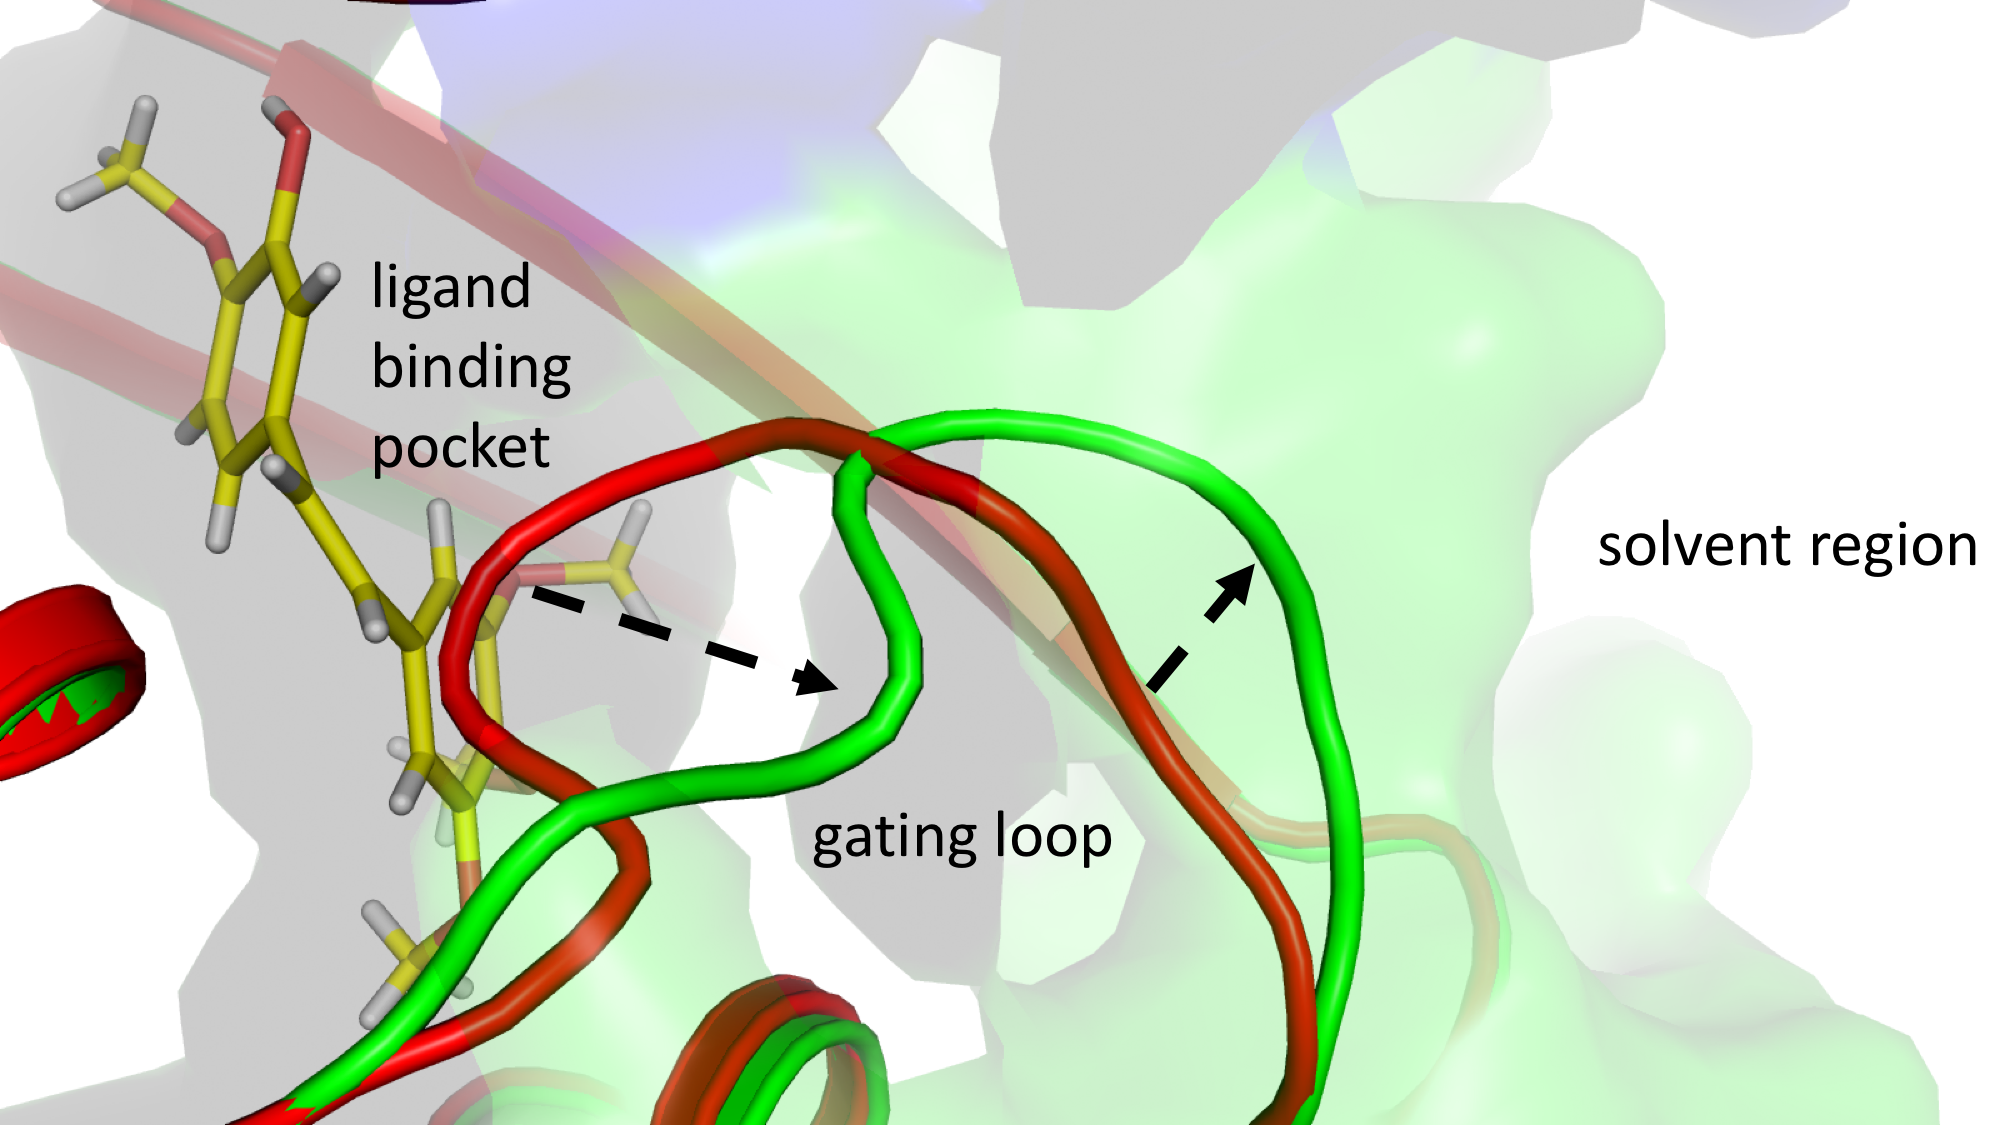 ligand
binding
pocket
solvent region
gating loop